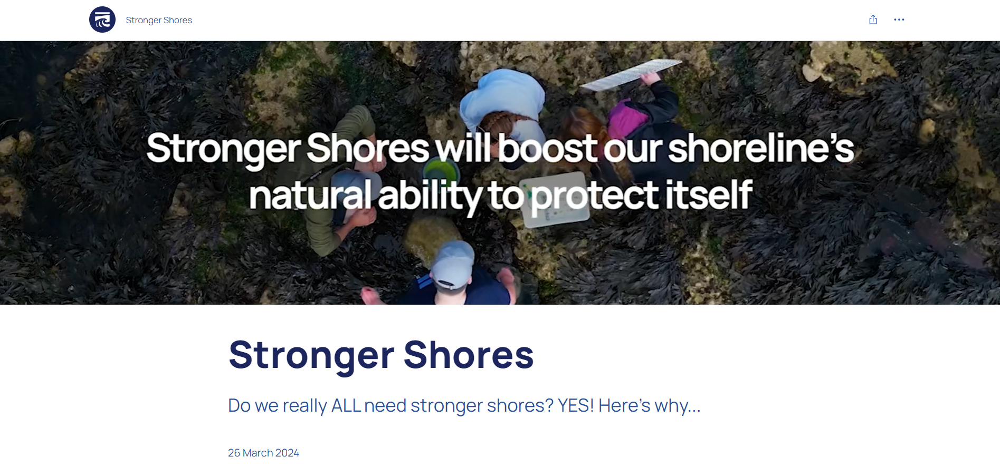 Stronger Shores
Stronger Shores will boost our shoreline’s
natural ability to protect itself
Stronger Shores
Do we really ALL need stronger shores? YES! Here’s why...
26 March 2024